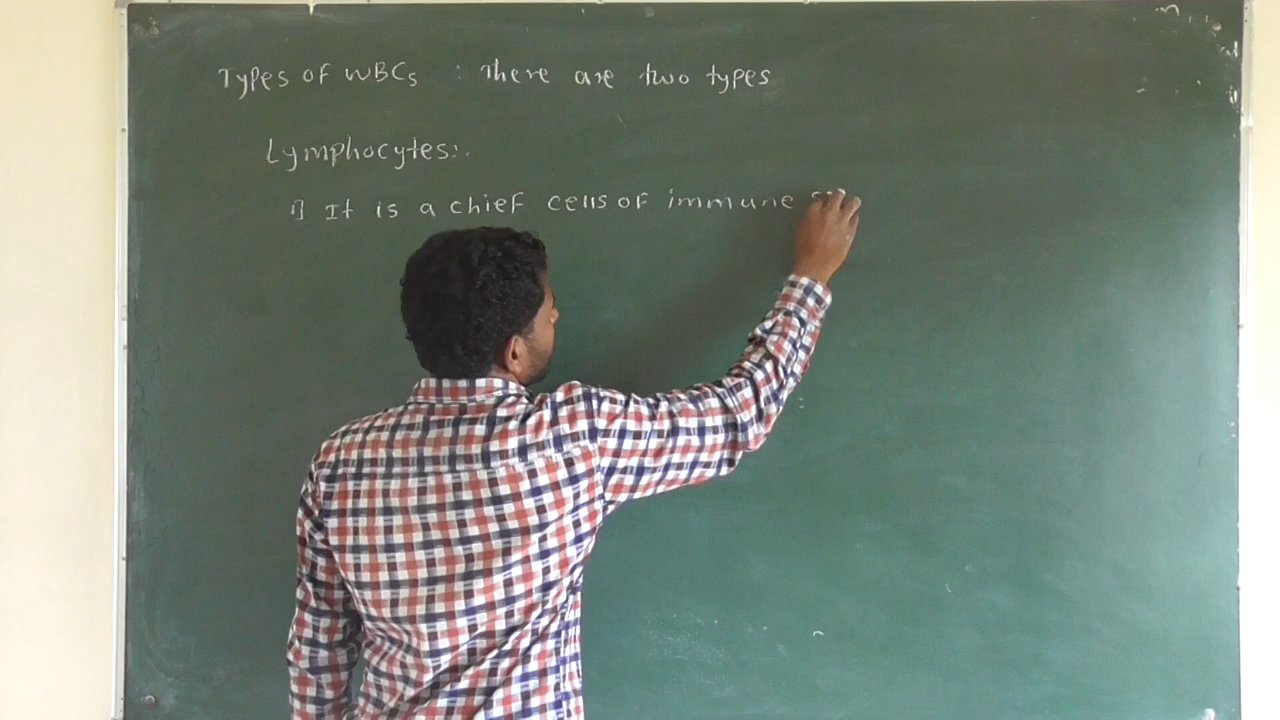 Types of WBCs : There are two types
Lymphocytes:.
1] It is a chief cells of immune